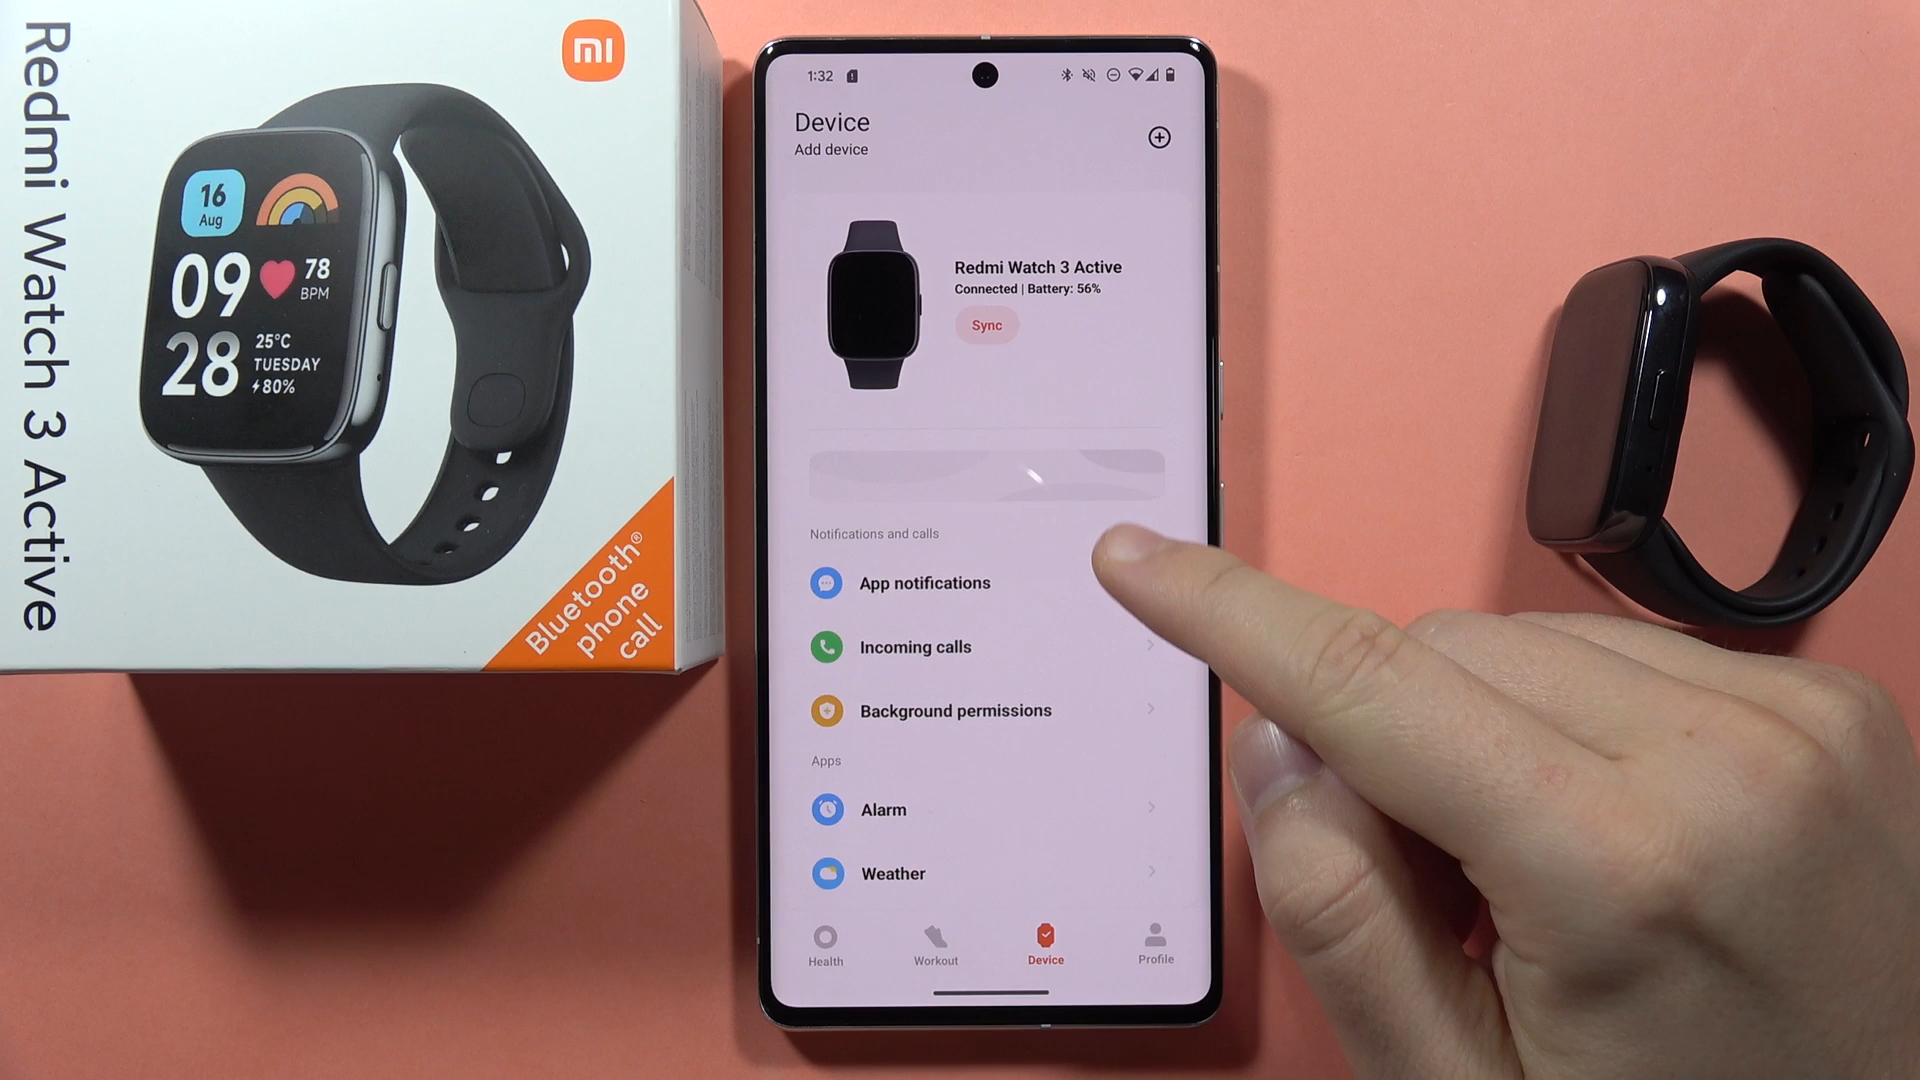 Redmi Watch 3 Active
mi
16
Aug
09
78
BPM
28
25°C
TUESDAY
80%
Bluetooth®
phone
call
1:32
Device
Add device
Redmi Watch 3 Active
Connected | Battery: 56%
Sync
Notifications and calls
App notifications
Incoming calls
Background permissions
Apps
Alarm
Weather
Health
Workout
Device
Profile